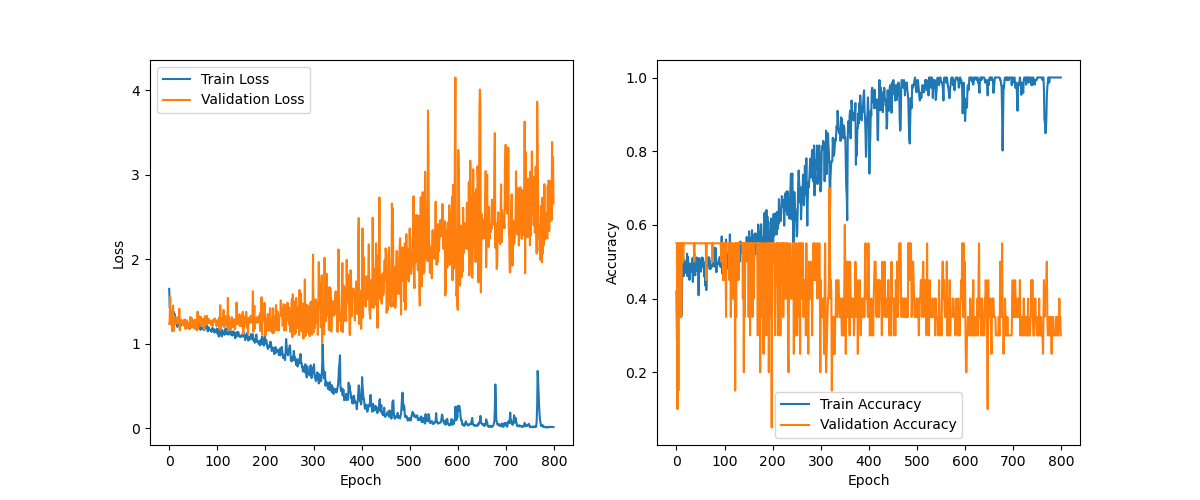 Train Loss
Validation Loss
4
3
2
1
0
Loss
0 100 200 300 400 500 600 700 800
Epoch
1.0
0.8
0.6
0.4
0.2
Accuracy
Train Accuracy
Validation Accuracy
0 100 200 300 400 500 600 700 800
Epoch